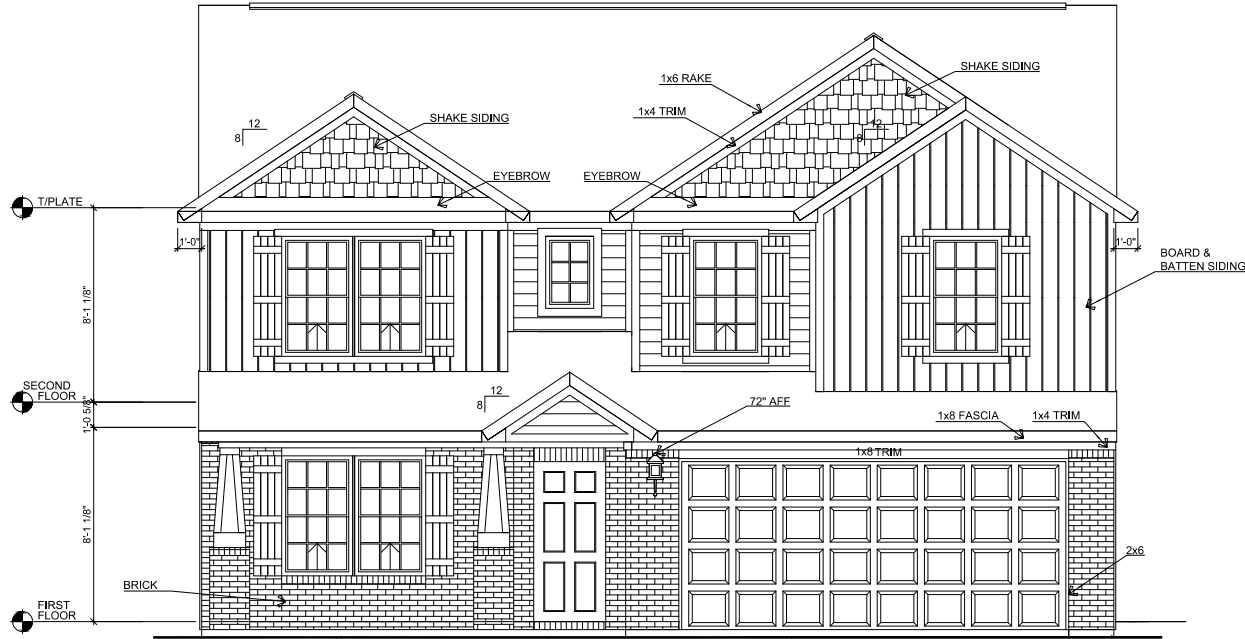 SHAKE SIDING
1x6 RAKE
1x4 TRIM
12
8
SHAKE SIDING
12
8
EYEBROW
EYEBROW
T/PLATE
1'-0"
1'-0"
BOARD &
BATTEN SIDING
8'-1 1/8"
SECOND
FLOOR
12
8
72" AFF
1'-0 5/8"
1x8 FASCIA
1x4 TRIM
1x8 TRIM
8'-1 1/8"
2x6
BRICK
FIRST
FLOOR